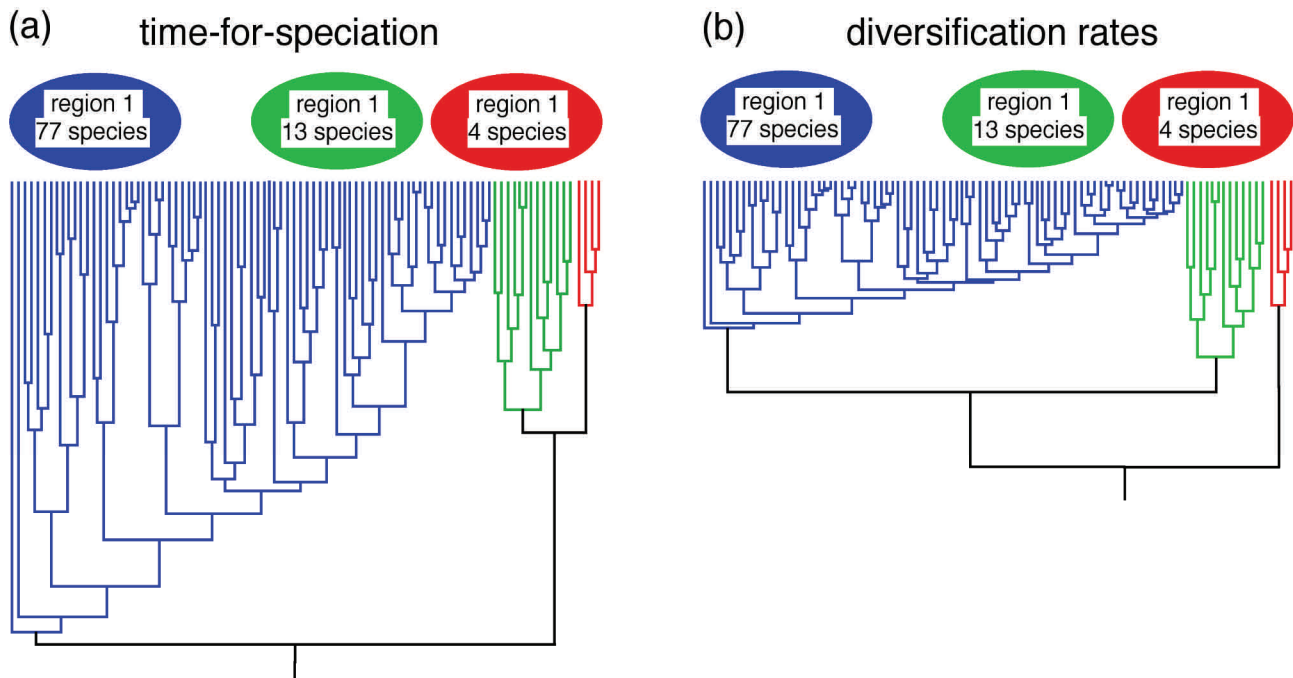 (a) time-for-speciation
region 1
77 species
region 1
13 species
region 1
4 species
(b) diversification rates
region 1
77 species
region 1
13 species
region 1
4 species